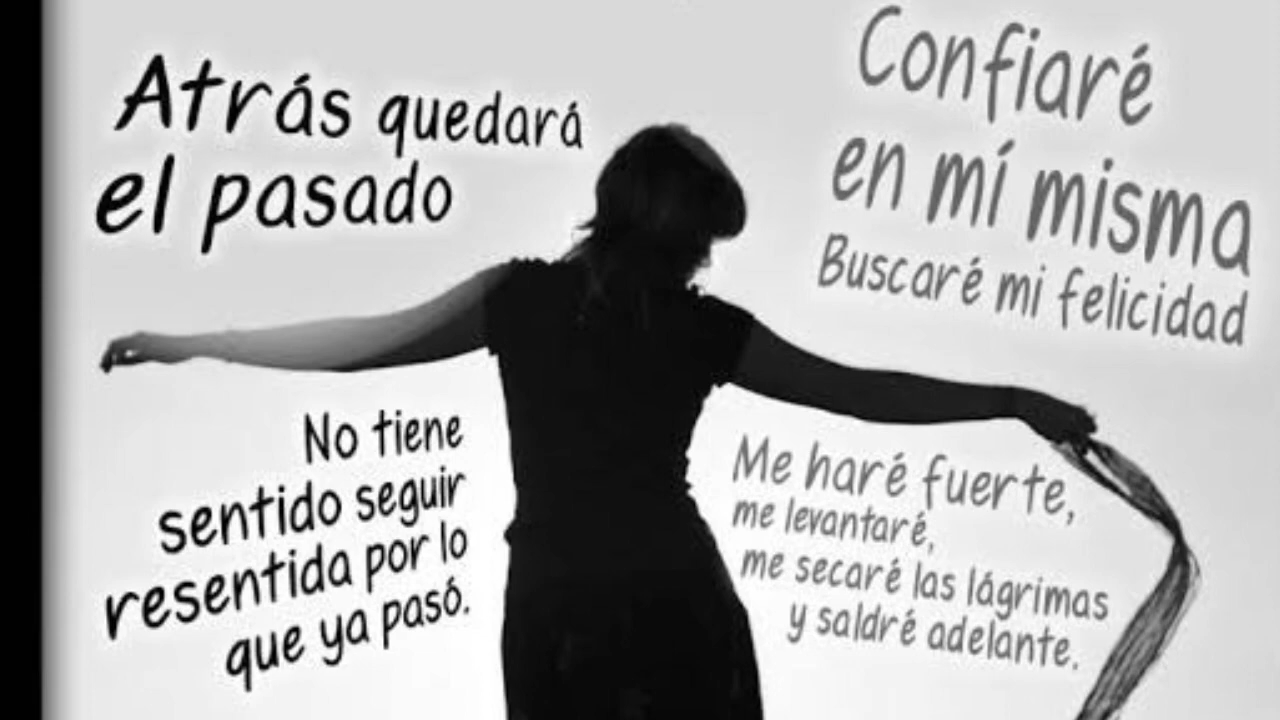 Atrás quedará
el pasado
No tiene
sentido seguir
resentida por lo
que ya pasó.
Confiaré
en mí misma
Buscaré mi felicidad
Me haré fuerte,
me levantaré,
me secaré las lágrimas
y saldré adelante.